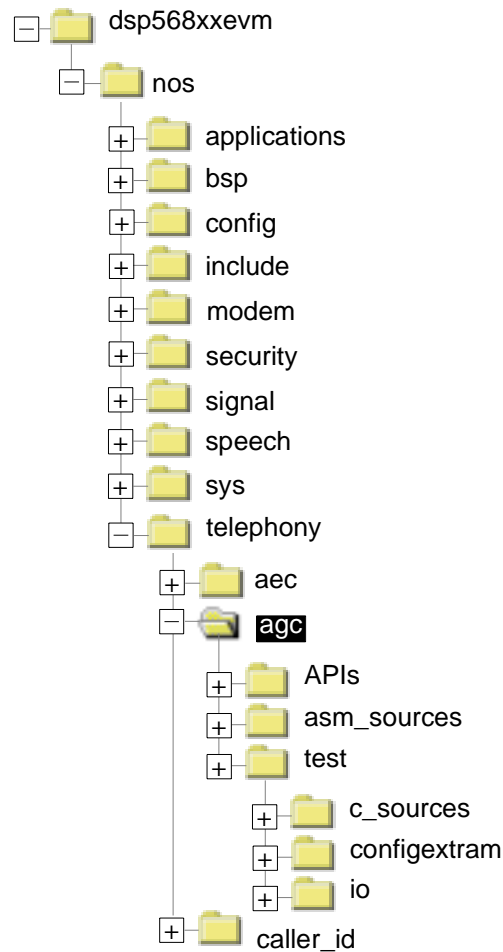 dsp568xxevm
nos
applications
bsp
config
include
modem
security
signal
speech
sys
telephony
aec
agc
APIs
asm_sources
test
c_sources
configextram
io
caller_id